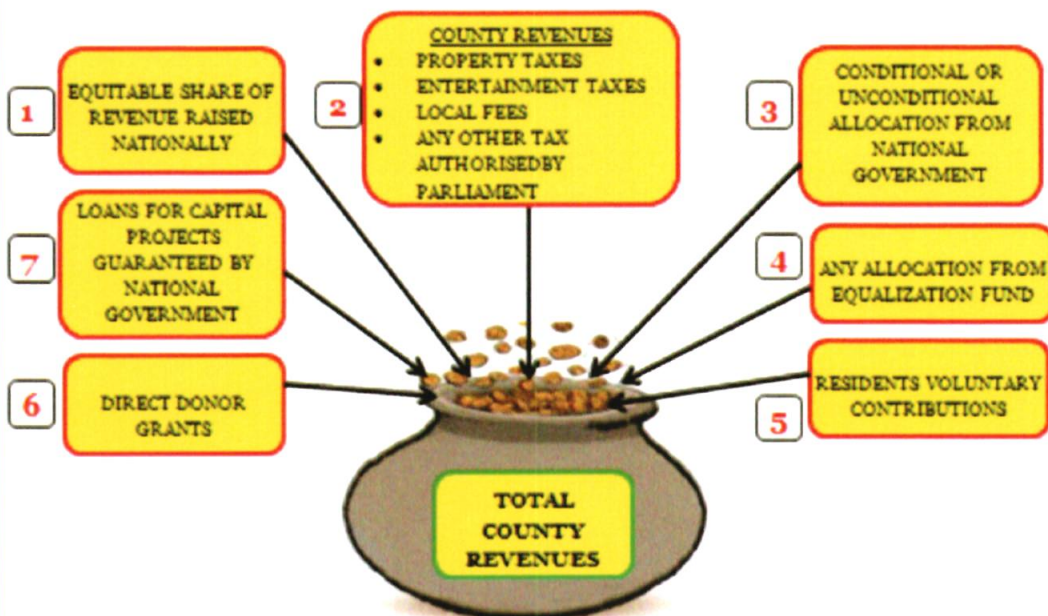 1
EQUITABLE SHARE OF
REVENUE RAISED
NATIONALLY
2
COUNTY REVENUES
• PROPERTY TAXES
• ENTERTAINMENT TAXES
• LOCAL FEES
• ANY OTHER TAX
AUTHORISEDBY
PARLIAMENT
3
CONDITIONAL OR
UNCONDITIONAL
ALLOCATION FROM
NATIONAL
GOVERNMENT
4
ANY ALLOCATION FROM
EQUALIZATION FUND
5
RESIDENTS VOLUNTARY
CONTRIBUTIONS
6
DIRECT DONOR
GRANTS
7
LOANS FOR CAPITAL
PROJECTS
GUARANTEED BY
NATIONAL
GOVERNMENT
TOTAL
COUNTY
REVENUES